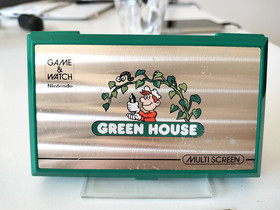 GAME
&
WATCH
Nintendo
GREEN HOUSE
MULTI SCREEN